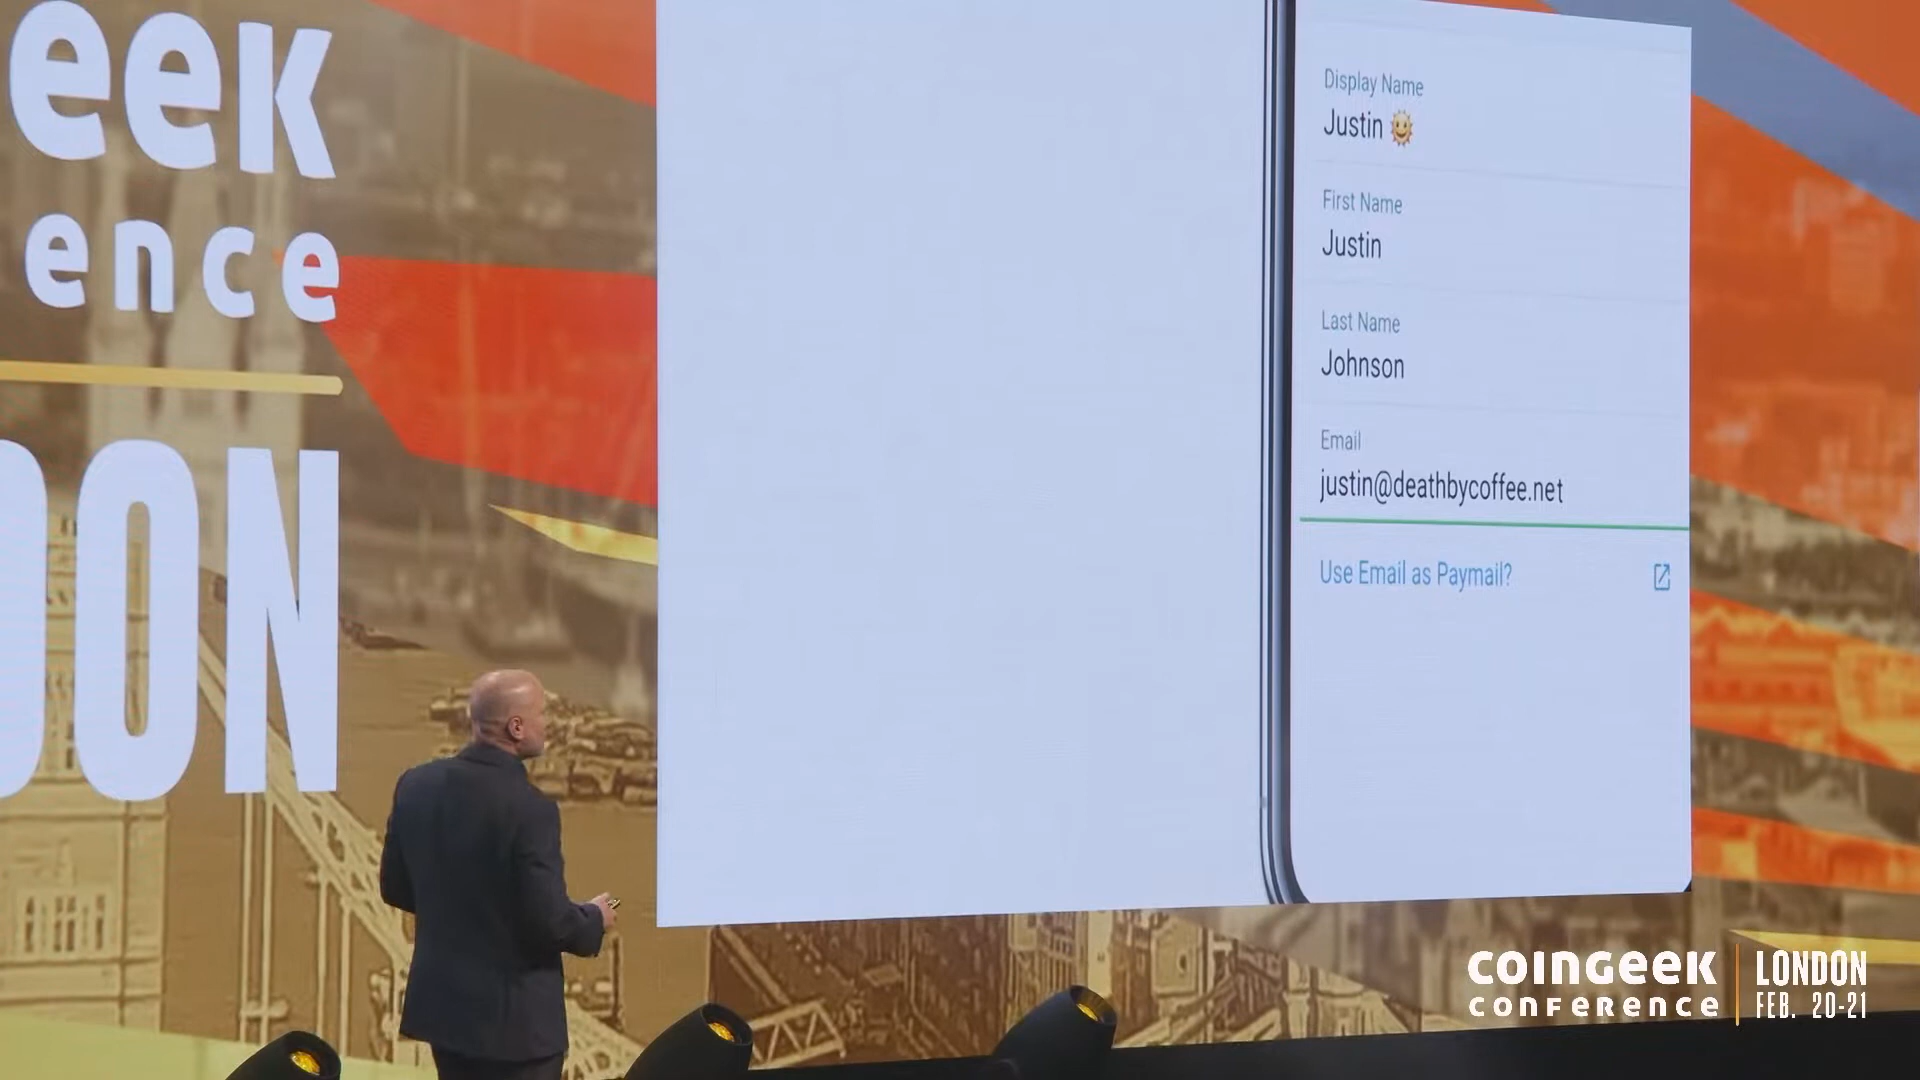 eek
ence
DON
Display Name
Justin 🌞
First Name
Justin
Last Name
Johnson
Email
justin@deathbycoffee.net
Use Email as Paymail?
COINGEEK
CONFERENCE
LONDON
FEB. 20-21